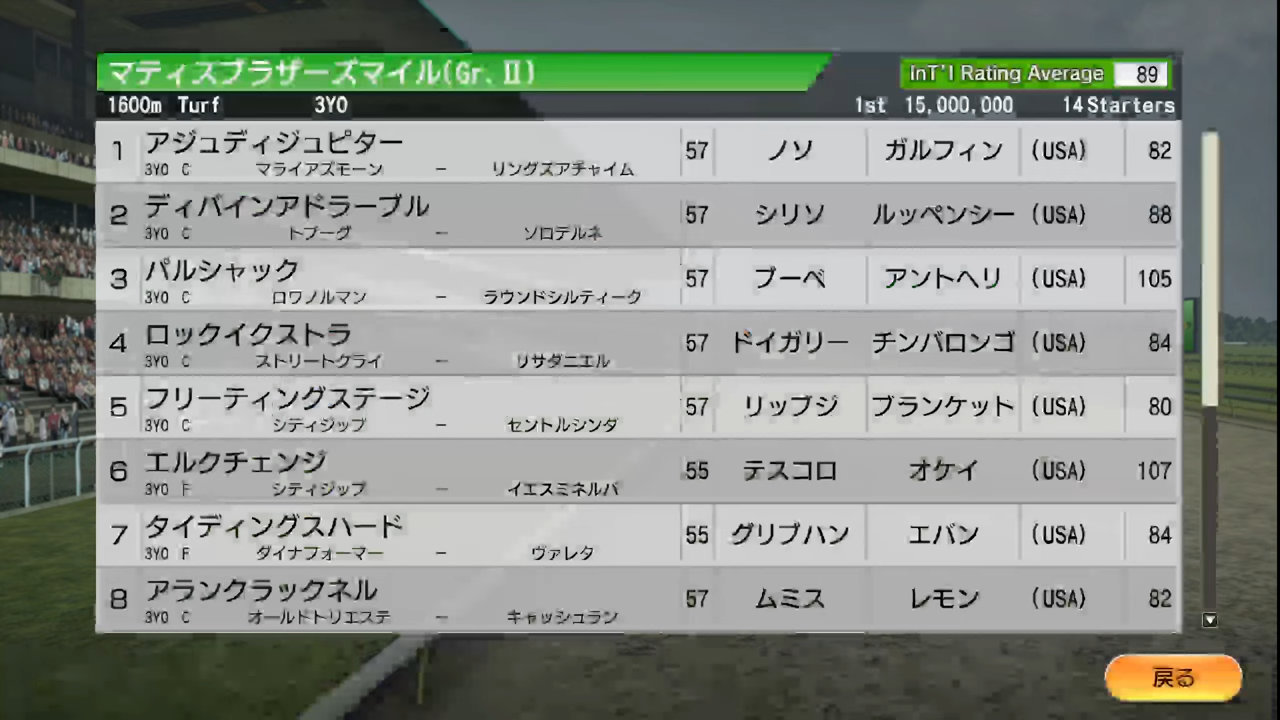 マティスブラザーズマイル(Gr. Ⅱ)
InT'l Rating Average 89
1600m Turf 3YO 1st 15,000,000 14Starters
1 アジュディジュピター 57 ノソ ガルフィン (USA) 82
3YO C マライアズモーン － リングズアチャイム
2 ディバインアドラーブル 57 シリソ ルッペンシー (USA) 88
3YO C トブーグ － ソロデルネ
3 パルシャック 57 ブーベ アントヘリ (USA) 105
3YO C ロワノルマン － ラウンドシルティーク
4 ロックイクストラ 57 ドイガリー チンバロンゴ (USA) 84
3YO C ストリートクライ － リサダニエル
5 フリーティングステージ 57 リップジ ブランケット (USA) 80
3YO C シティジップ － セントルシンダ
6 エルクチェンジ 55 テスコロ オケイ (USA) 107
3YO F シティジップ － イエスミネルバ
7 タイディングスハード 55 グリブハン エバン (USA) 84
3YO F ダイナフォーマー － ヴァレタ
8 アランクラックネル 57 ムミス レモン (USA) 82
3YO C オールドトリエステ － キャッシュラン
戻る